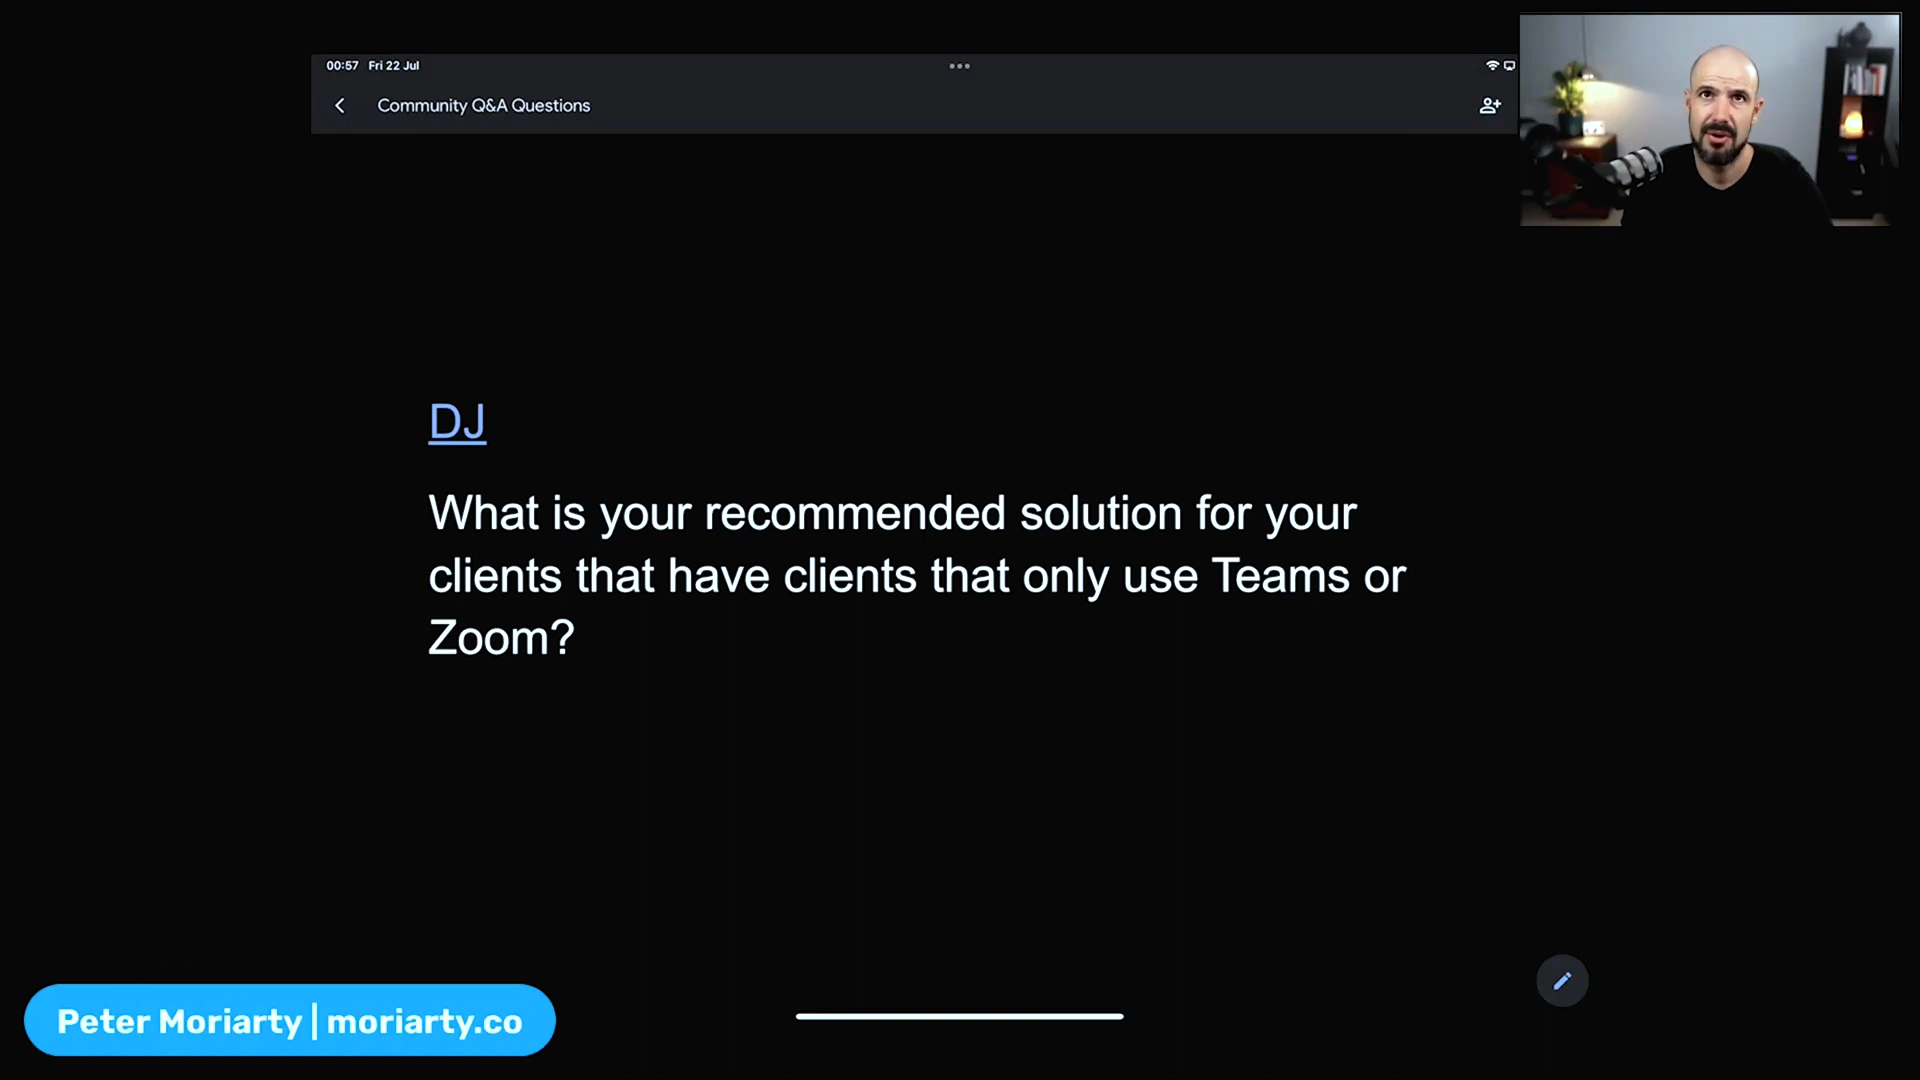 00:57 Fri 22 Jul
Community Q&A Questions
DJ
What is your recommended solution for your
clients that have clients that only use Teams or
Zoom?
Peter Moriarty | moriarty.co